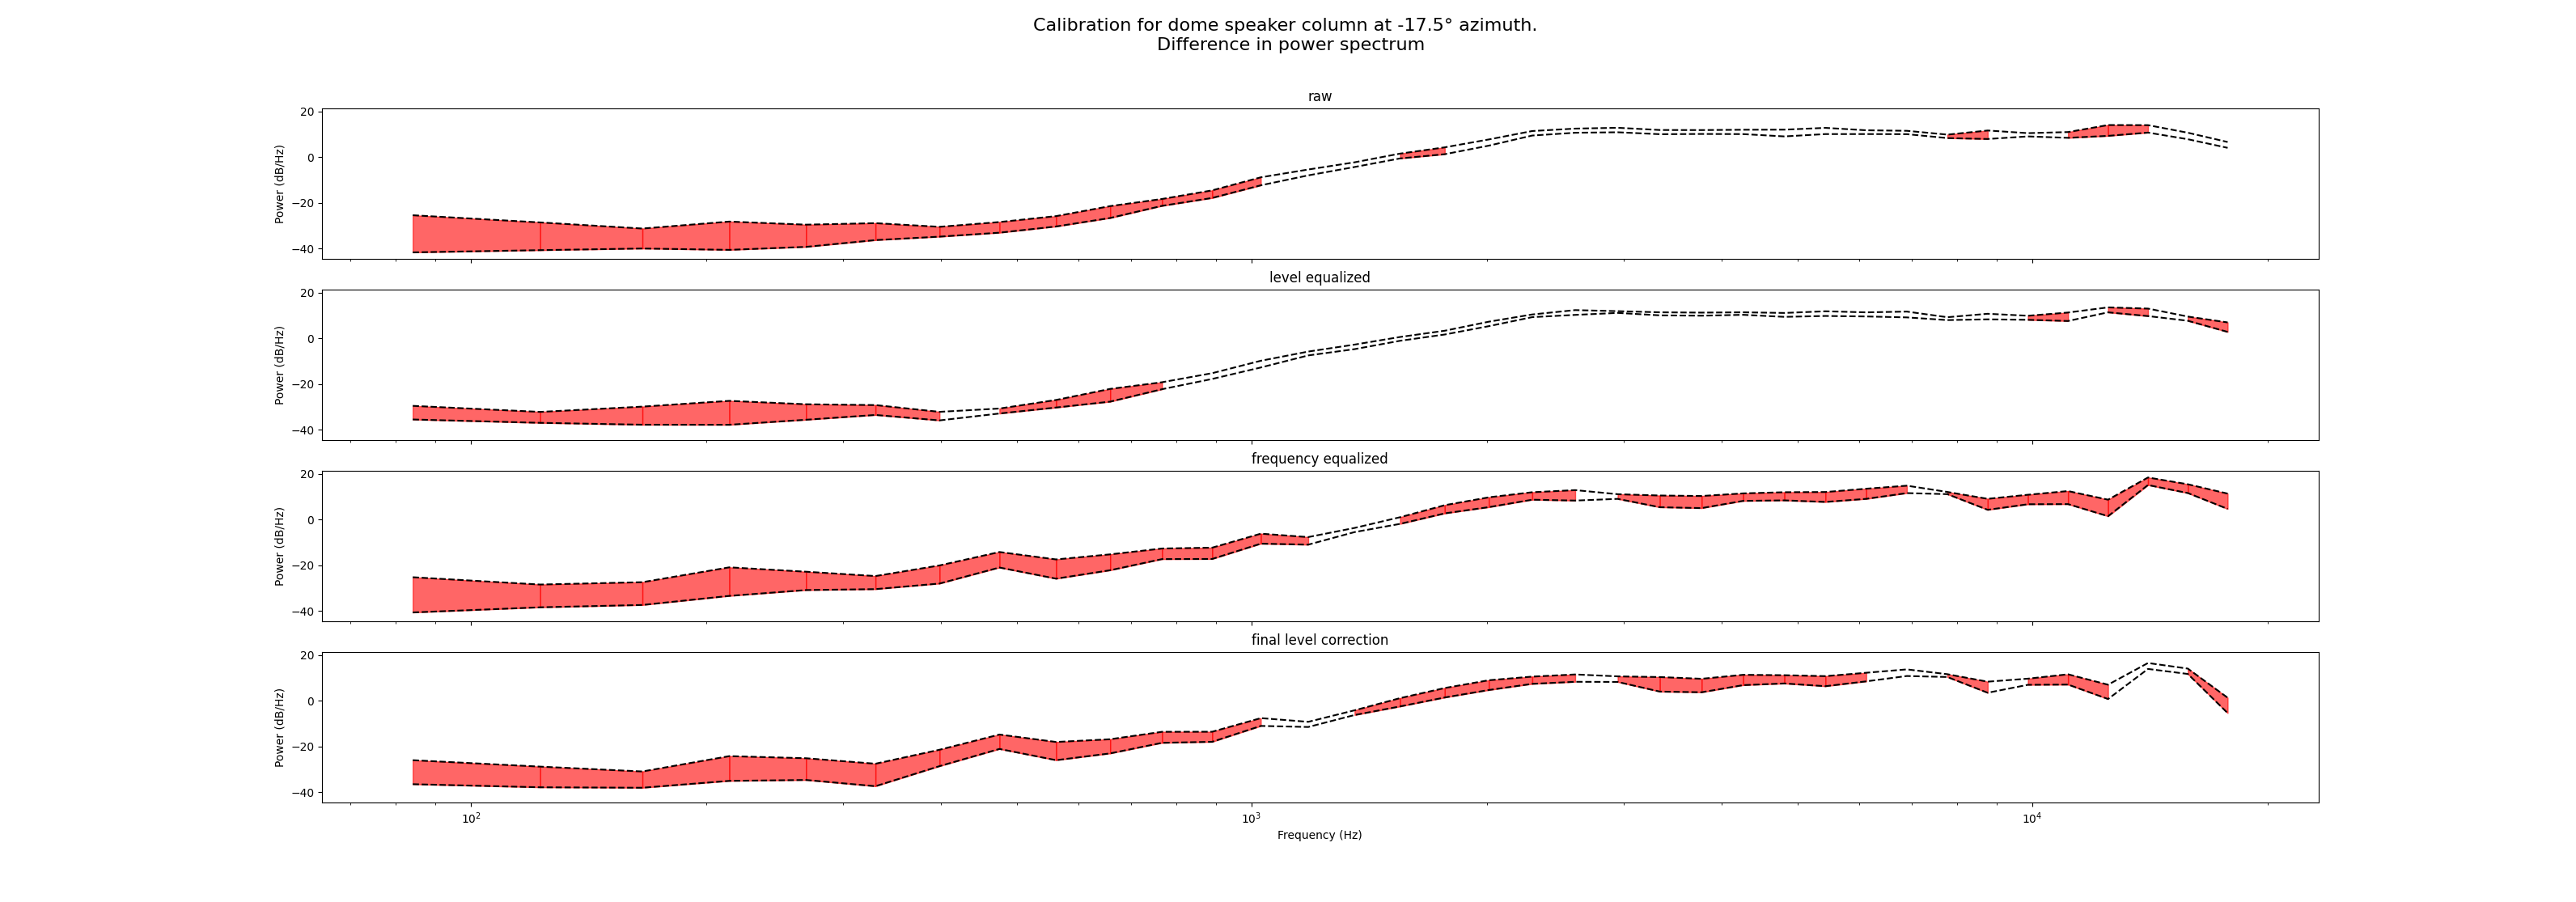 Calibration for dome speaker column at -17.5° azimuth.
Difference in power spectrum
raw
20
0
−20
−40
Power (dB/Hz)
level equalized
20
0
−20
−40
Power (dB/Hz)
frequency equalized
20
0
−20
−40
Power (dB/Hz)
final level correction
20
0
−20
−40
Power (dB/Hz)
10² 10³ 10⁴
Frequency (Hz)